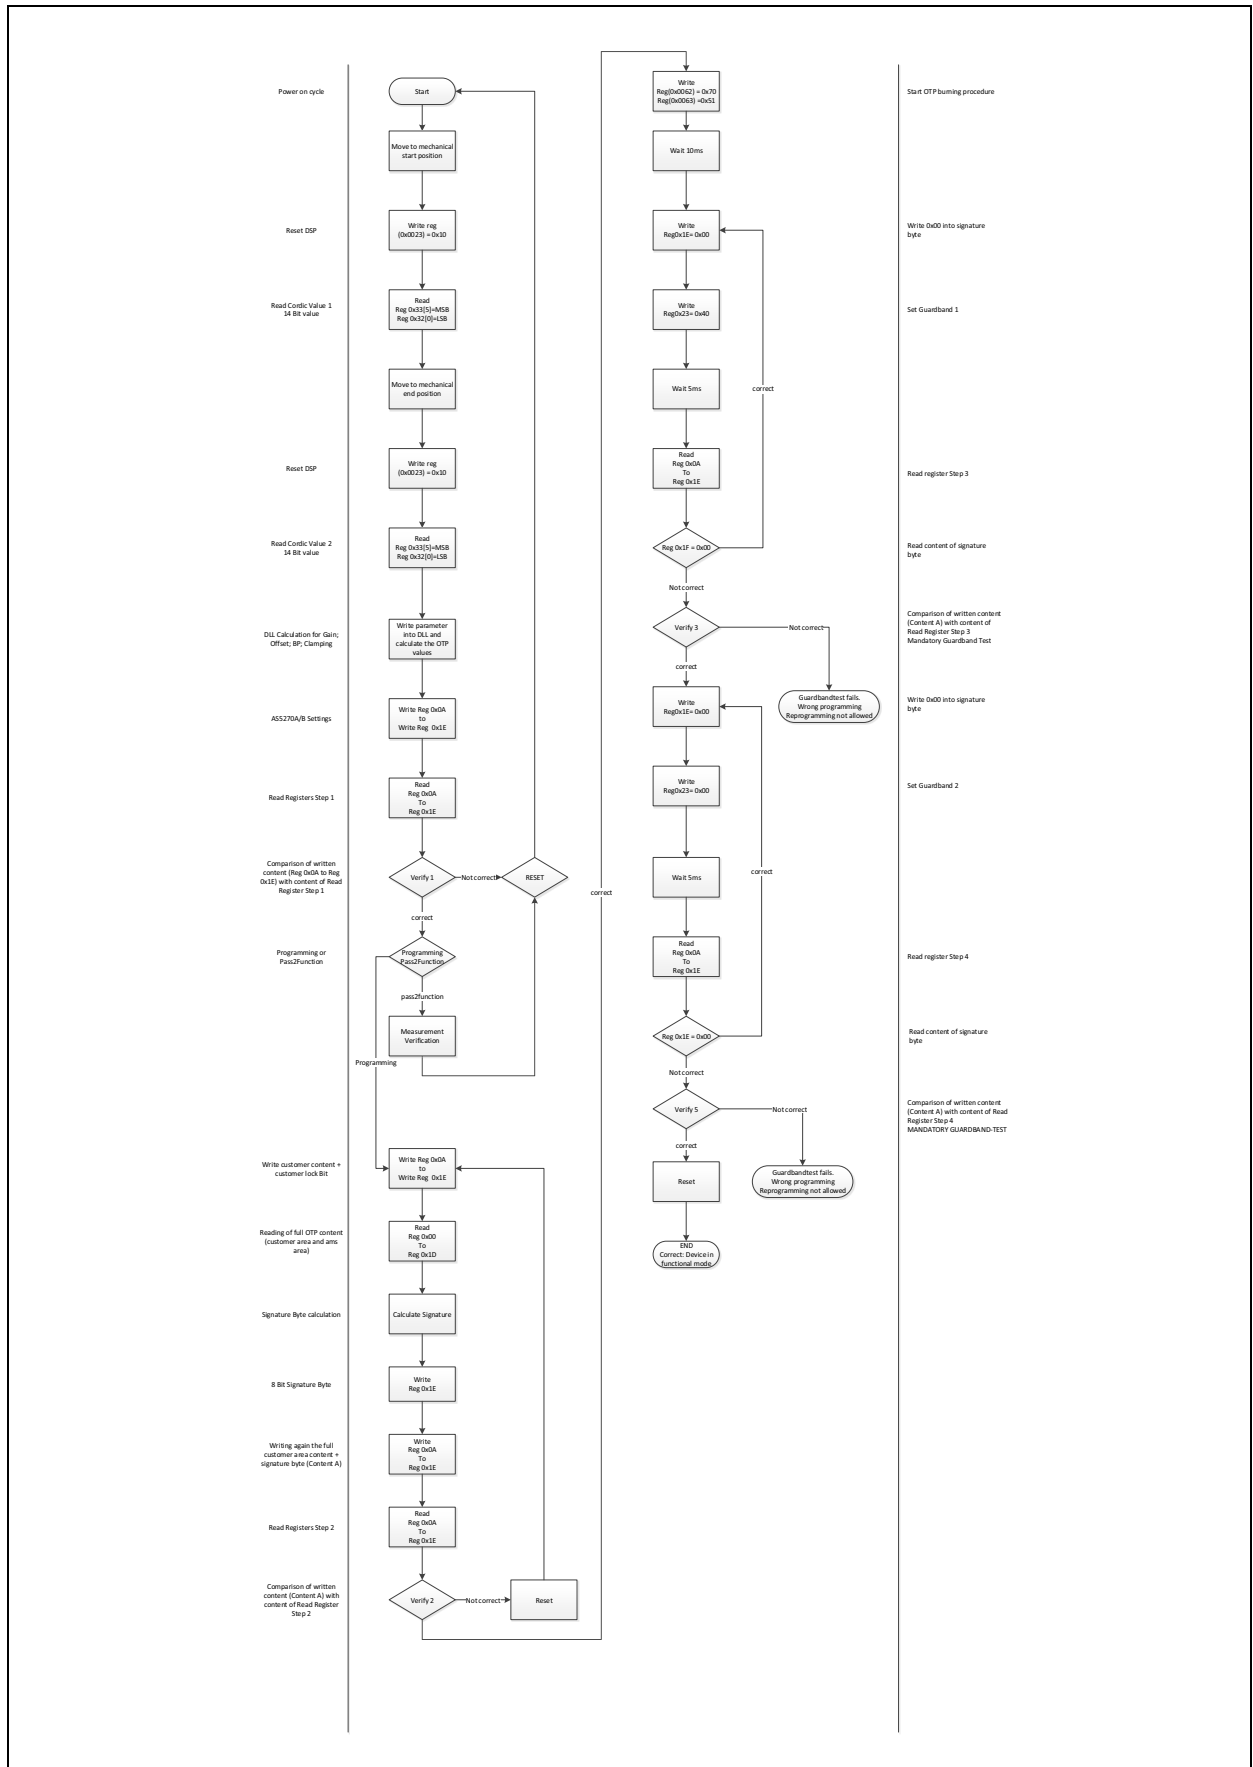 Power on cycle
Start
Move to mechanical
start position
Reset DSP
Write reg
(0x0023) = 0x10
Read Cordic Value 1
14 Bit value
Read
Reg 0x33[5]=MSB
Reg 0x32[0]=LSB
Move to mechanical
end position
Reset DSP
Write reg
(0x0023) = 0x10
Read Cordic Value 2
14 Bit value
Read
Reg 0x33[5]=MSB
Reg 0x32[0]=LSB
DLL Calculation for Gain;
Offset; BP; Clamping
Write parameter
into DLL and
calculate the OTP
values
AS5270A/B Settings
Write Reg 0x0A
to
Write Reg 0x1E
Read Registers Step 1
Read
Reg 0x0A
To
Reg 0x1E
Comparison of written
content (Reg 0x0A to Reg
0x1E) with content of Read
Register Step 1
Verify 1
Not correct
RESET
correct
Programming or
Pass2Function
Programming
Pass2Function
pass2function
Measurement
Verification
Programming
Write customer content +
customer lock Bit
Write Reg 0x0A
to
Write Reg 0x1E
Reading of full OTP content
(customer area and ams
area)
Read
Reg 0x00
To
Reg 0x1D
Signature Byte calculation
Calculate Signature
8 Bit Signature Byte
Write
Reg 0x1E
Writing again the full
customer area content +
signature byte (Content A)
Write
Reg 0x0A
To
Reg 0x1E
Read Registers Step 2
Read
Reg 0x0A
To
Reg 0x1E
Comparison of written
content (Content A) with
content of Read Register
Step 2
Verify 2
Not correct
Reset
correct
Write
Reg(0x0062) = 0x70
Reg(0x0063) =0x51
Start OTP burning procedure
Wait 10ms
Write
Reg0x1E= 0x00
Write 0x00 into signature
byte
Write
Reg0x23= 0x40
Set Guardband 1
Wait 5ms
correct
Read
Reg 0x0A
To
Reg 0x1E
Read register Step 3
Reg 0x1F = 0x00
Read content of signature
byte
Not correct
Verify 3
Not correct
Comparison of written content
(Content A) with content of
Read Register Step 3
Mandatory Guardband Test
correct
Guardbandtest fails.
Wrong programming
Reprogramming not allowed
Write
Reg0x1E= 0x00
Write 0x00 into signature
byte
Write
Reg0x23= 0x00
Set Guardband 2
Wait 5ms
correct
Read
Reg 0x0A
To
Reg 0x1E
Read register Step 4
Reg 0x1E = 0x00
Read content of signature
byte
Not correct
Verify 5
Not correct
Comparison of written content
(Content A) with content of Read
Register Step 4
MANDATORY GUARDBAND-TEST
correct
Guardbandtest fails.
Wrong programming
Reprogramming not allowed
Reset
END
Correct: Device in
functional mode